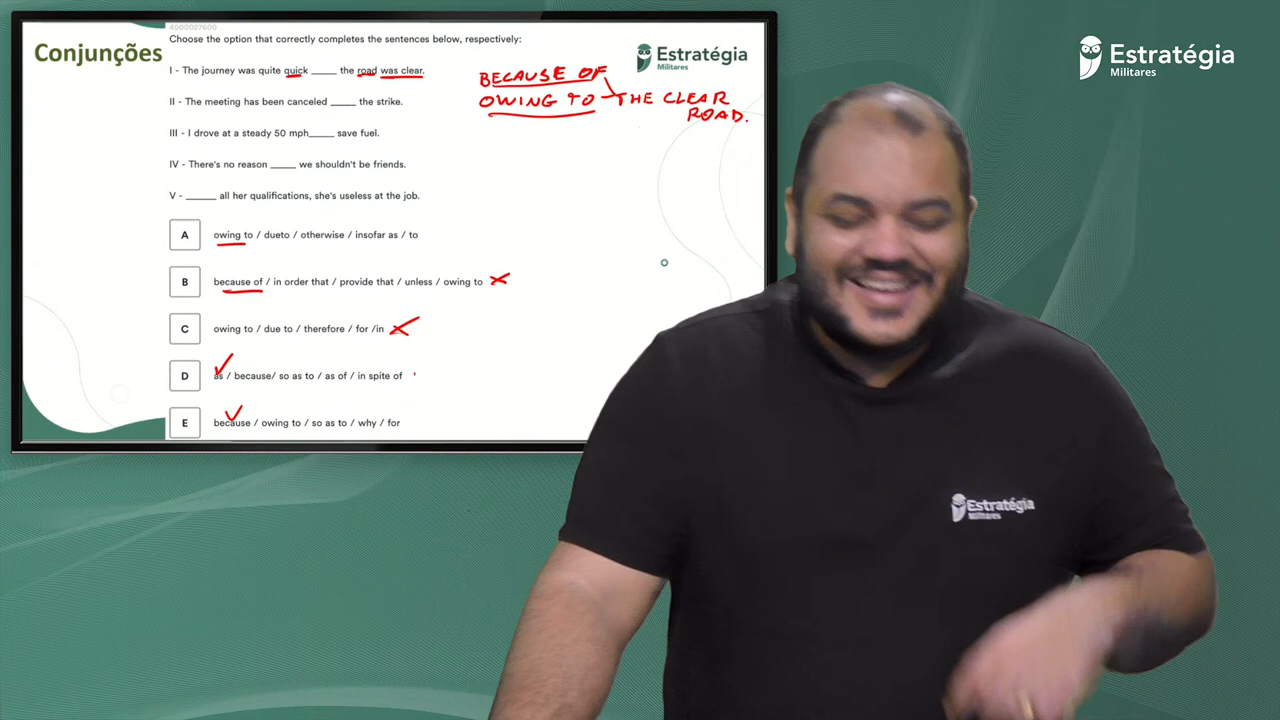 4000027600
Conjunções
Choose the option that correctly completes the sentences below, respectively:
I - The journey was quite quick _____ the road was clear.
II - The meeting has been canceled _____ the strike.
III - I drove at a steady 50 mph_____ save fuel.
IV - There's no reason _____ we shouldn't be friends.
V - ______ all her qualifications, she's useless at the job.
A owing to / dueto / otherwise / insofar as / to
B because of / in order that / provide that / unless / owing to
C owing to / due to / therefore / for /in
D as / because/ so as to / as of / in spite of
E because / owing to / so as to / why / for
Estratégia
Militares
BECAUSE OF
OWING TO THE CLEAR
ROAD.
Estratégia
Militares
Estratégia
Militares